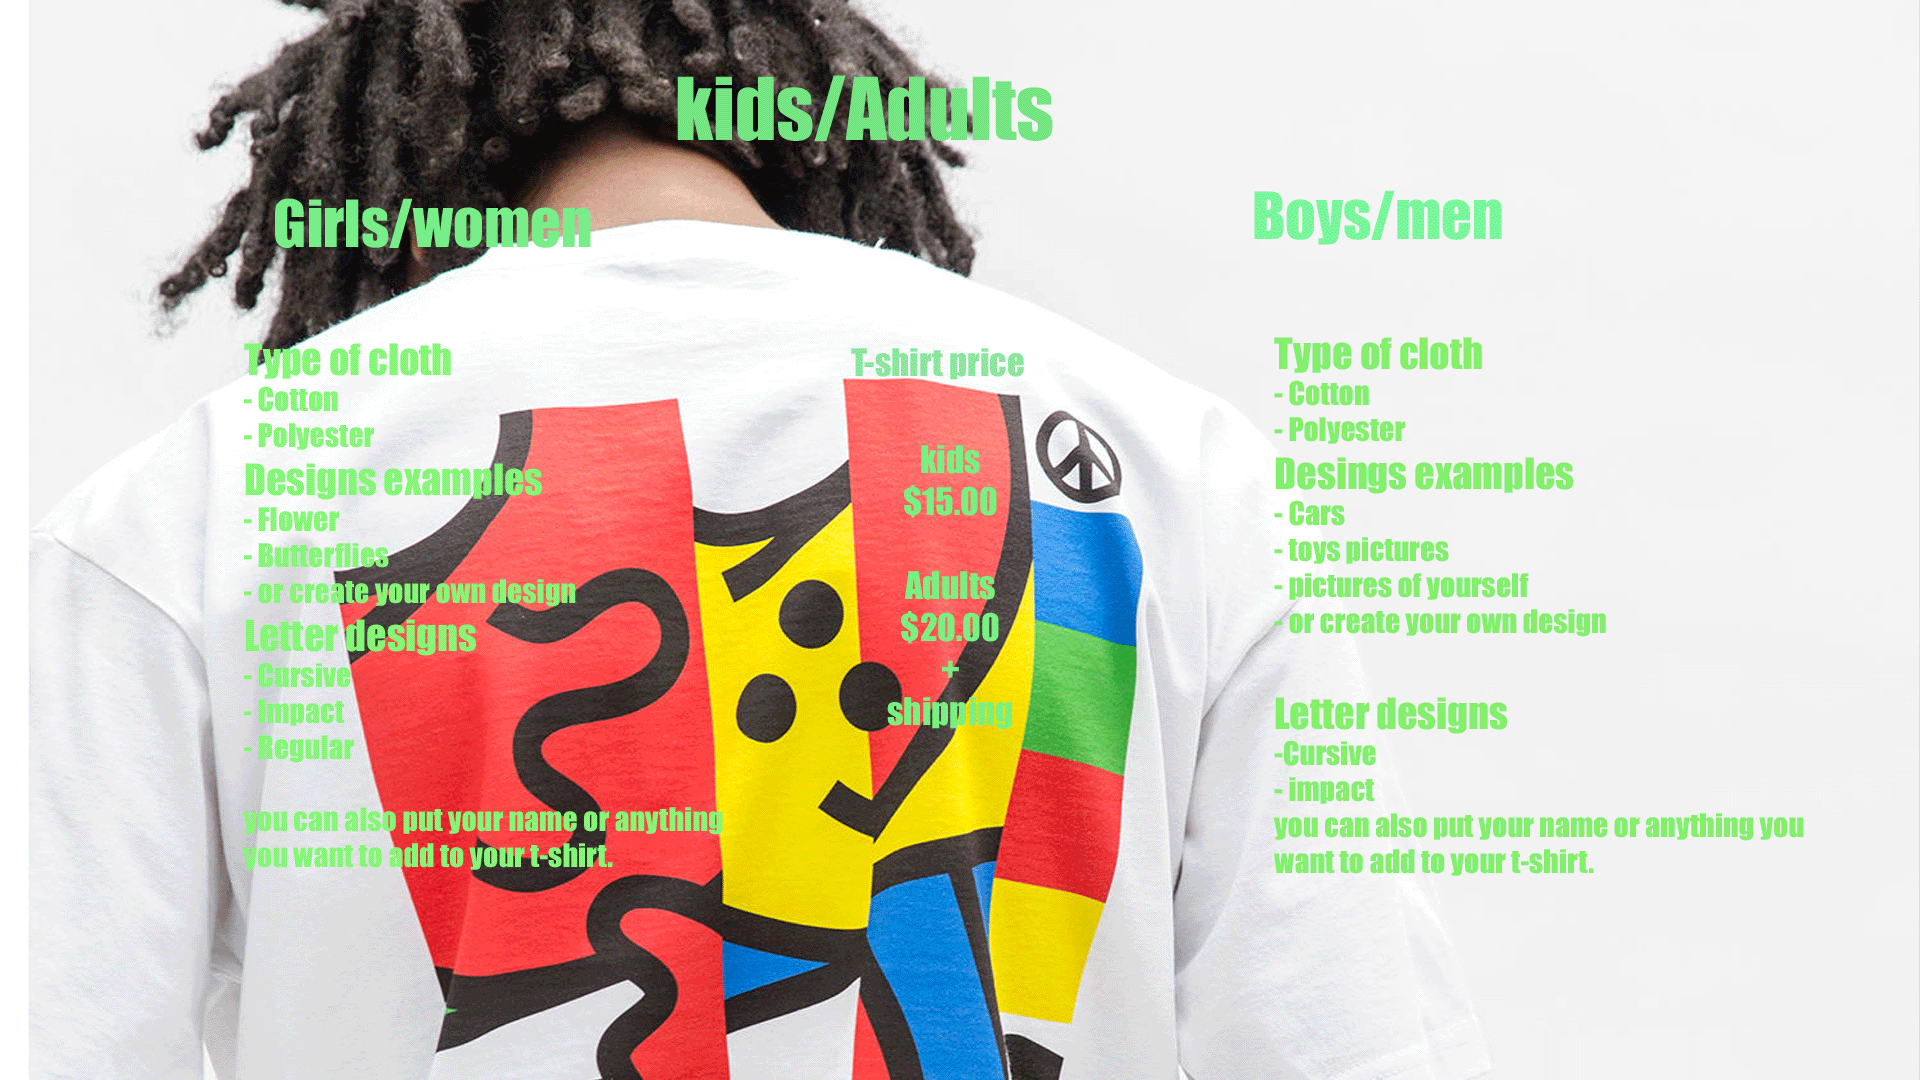 kids/Adults
Girls/women
Type of cloth
- Cotton
- Polyester
Designs examples
- Flower
- Butterflies
- or create your own design
Letter designs
- Cursive
- Impact
- Regular
you can also put your name or anything
you want to add to your t-shirt.
T-shirt price
kids
$15.00
Adults
$20.00
+
shipping
Boys/men
Type of cloth
- Cotton
- Polyester
Desings examples
- Cars
- toys pictures
- pictures of yourself
- or create your own design
Letter designs
-Cursive
- impact
you can also put your name or anything you
want to add to your t-shirt.